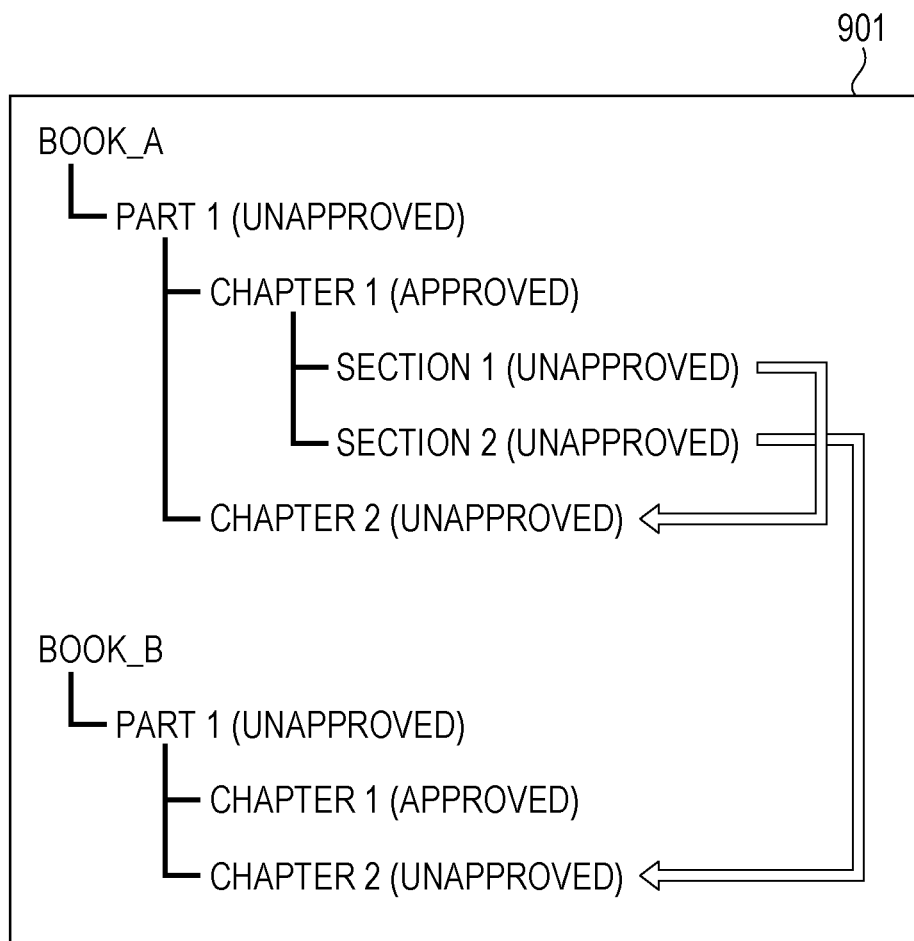 901
BOOK_A
PART 1 (UNAPPROVED)
CHAPTER 1 (APPROVED)
SECTION 1 (UNAPPROVED)
SECTION 2 (UNAPPROVED)
CHAPTER 2 (UNAPPROVED)
BOOK_B
PART 1 (UNAPPROVED)
CHAPTER 1 (APPROVED)
CHAPTER 2 (UNAPPROVED)